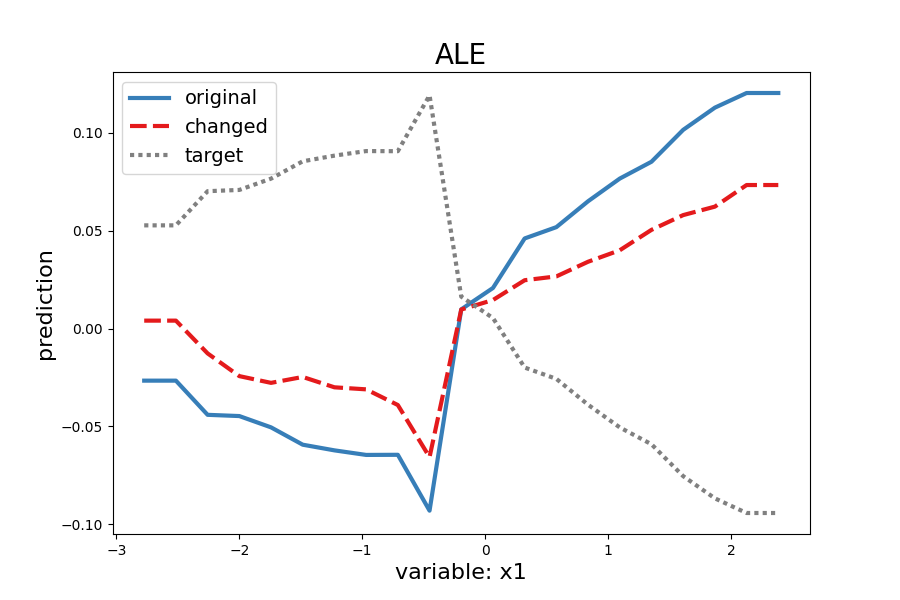 ALE
original
changed
target
0.10
0.05
0.00
−0.05
−0.10
prediction
−3
−2
−1
0
1
2
variable: x1